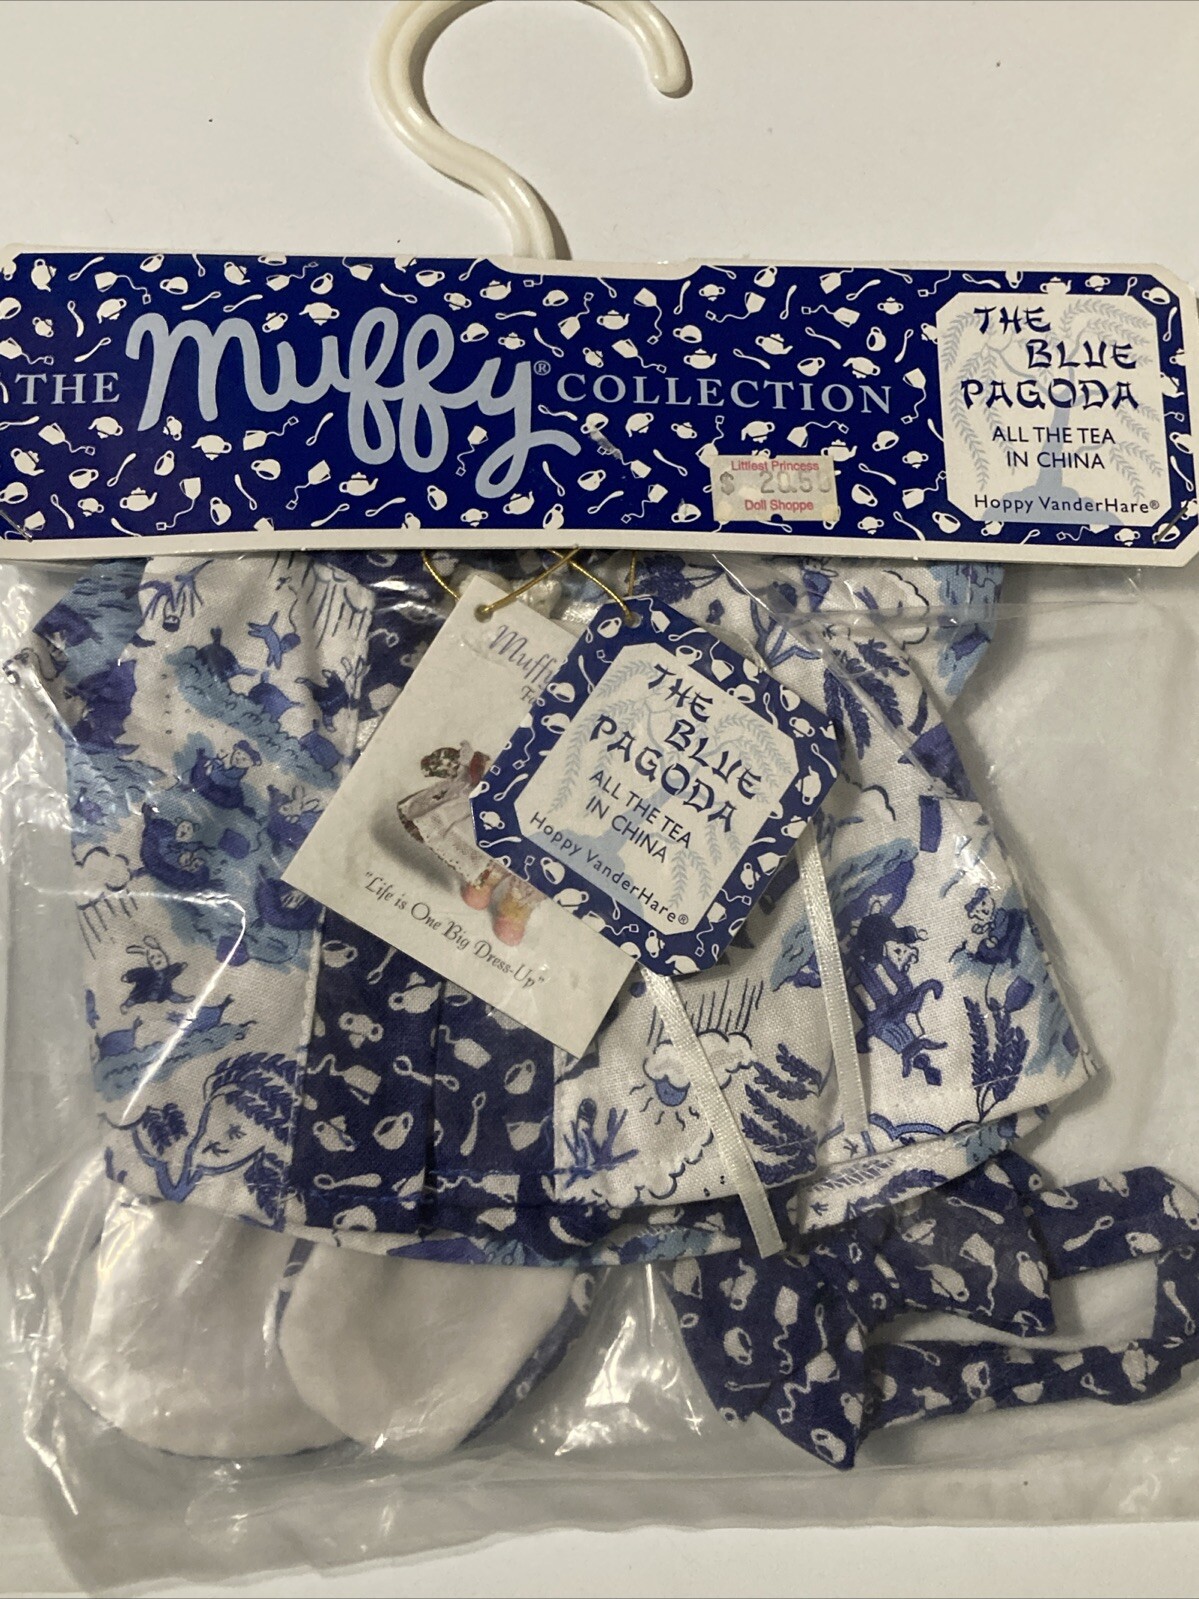 THE Muffy® COLLECTION
THE
BLUE
PAGODA
ALL THE TEA
IN CHINA
Hoppy VanderHare®
Littlest Princess
$ 20.50
Doll Shoppe
Muffy
"Life is One Big Dress-Up"
THE
BLUE
PAGODA
ALL THE TEA
IN CHINA
Hoppy VanderHare®